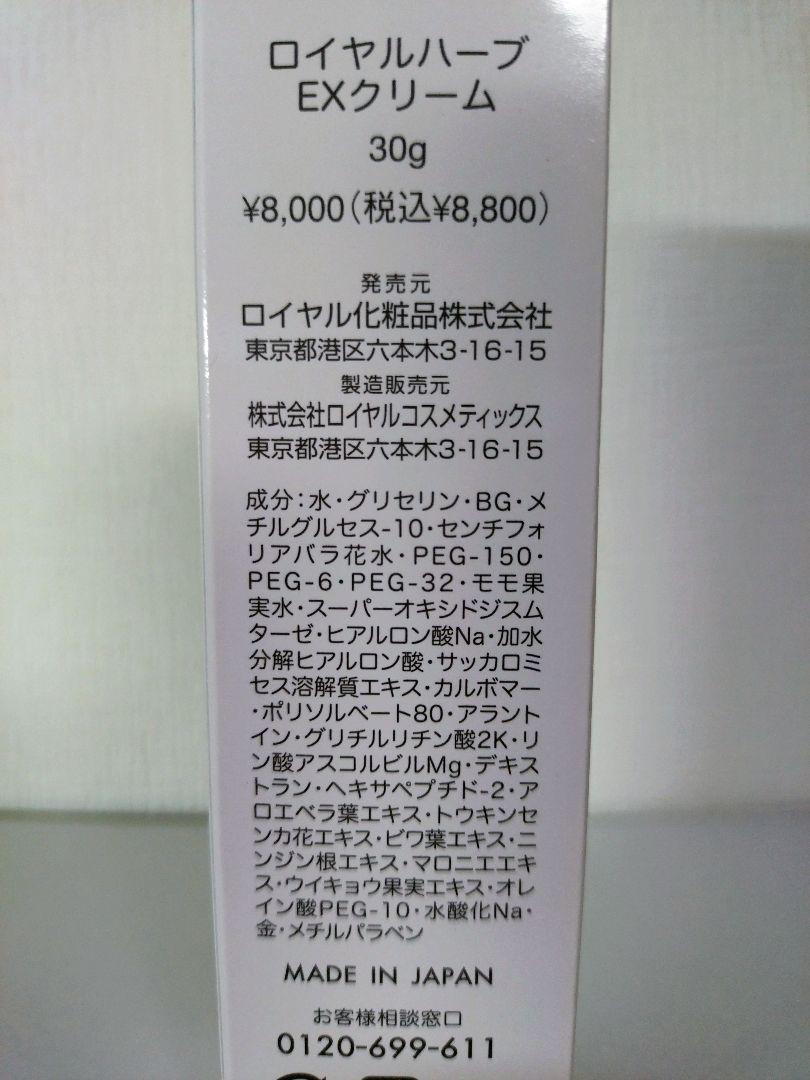 ロイヤルハーブ
EXクリーム
30g
¥8,000(税込¥8,800)
発売元
ロイヤル化粧品株式会社
東京都港区六本木3-16-15
製造販売元
株式会社ロイヤルコスメティックス
東京都港区六本木3-16-15
成分:水・グリセリン・BG・メ
チルグルセス-10・センチフォ
リアバラ花水・PEG-150・
PEG-6・PEG-32・モモ果
実水・スーパーオキシドジスム
ターゼ・ヒアルロン酸Na・加水
分解ヒアルロン酸・サッカロミ
セス溶解質エキス・カルボマー
・ポリソルベート80・アラント
イン・グリチルリチン酸2K・リ
ン酸アスコルビルMg・デキス
トラン・ヘキサペプチド-2・ア
ロエベラ葉エキス・トウキンセ
ンカ花エキス・ビワ葉エキス・ニ
ンジン根エキス・マロニエエキ
ス・ウイキョウ果実エキス・オレ
イン酸PEG-10・水酸化Na・
金・メチルパラベン
MADE IN JAPAN
お客様相談窓口
0120-699-611